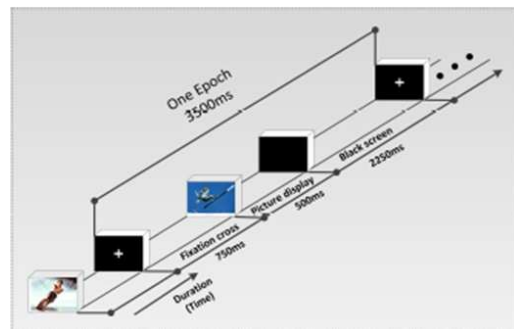 One Epoch
3500ms
Black screen
2250ms
Picture display
500ms
Fixation cross
750ms
Duration
(Time)